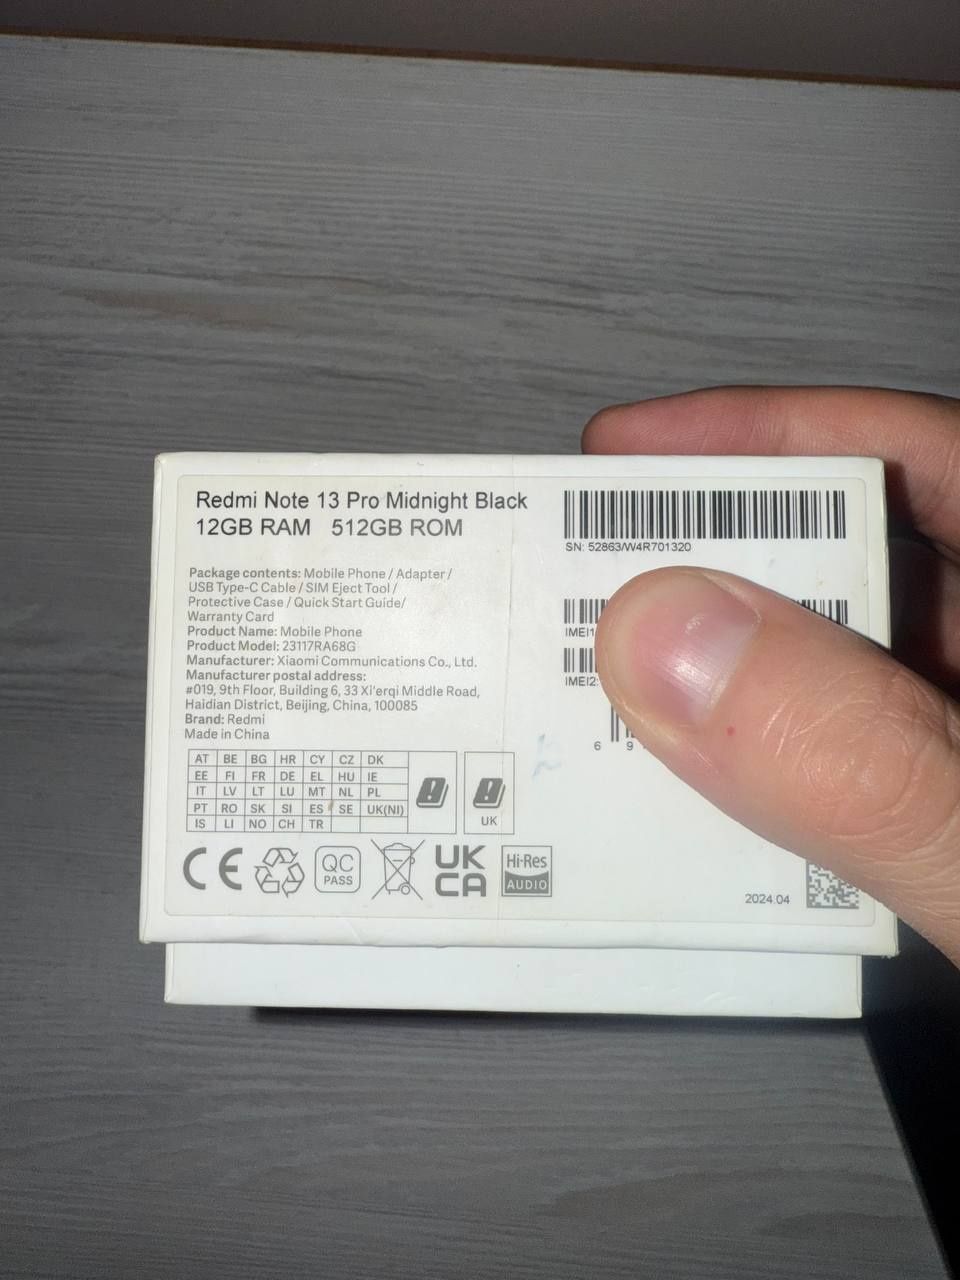 Redmi Note 13 Pro Midnight Black
12GB RAM 512GB ROM
SN: 52863/W4R701320
Package contents: Mobile Phone / Adapter /
USB Type-C Cable / SIM Eject Tool /
Protective Case / Quick Start Guide/
Warranty Card
Product Name: Mobile Phone
Product Model: 23117RA68G
Manufacturer: Xiaomi Communications Co., Ltd.
Manufacturer postal address:
#019, 9th Floor, Building 6, 33 Xi'erqi Middle Road,
Haidian District, Beijing, China, 100085
Brand: Redmi
Made in China
IMEI1
IMEI2:
6 9
AT BE BG HR CY CZ DK
EE FI FR DE EL HU IE
IT LV LT LU MT NL PL
PT RO SK SI ES SE UK(NI)
IS LI NO CH TR
UK
CE
QC
PASS
UK
CA
Hi-Res
AUDIO
2024.04